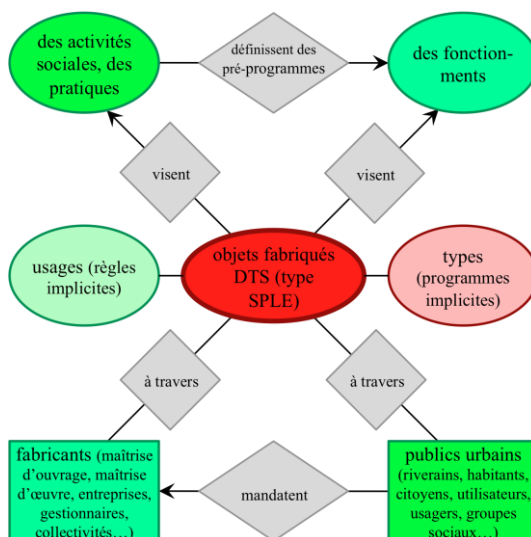 des activités
sociales, des
pratiques
définissent des
pré-programmes
des fonction-
nments
visent
visent
usages (règles
implicites)
objets fabriqués
DTS (type
SPLE)
types
(programmes
implicites)
à travers
à travers
fabricants (maîtrise
d'ouvrage, maîtrise
d'œuvre, entreprises,
gestionnaires,
collectivités…)
mandatent
publics urbains
(riverains, habitants,
citoyens, utilisateurs,
usagers, groupes
sociaux…)